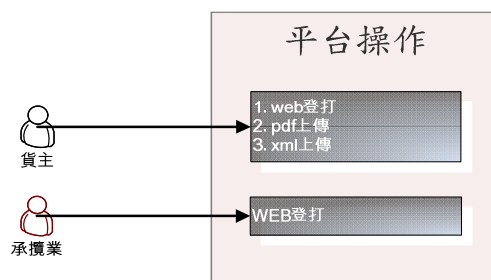 平台操作
1. web登打
2. pdf上傳
3. xml上傳
貨主
WEB登打
承攬業